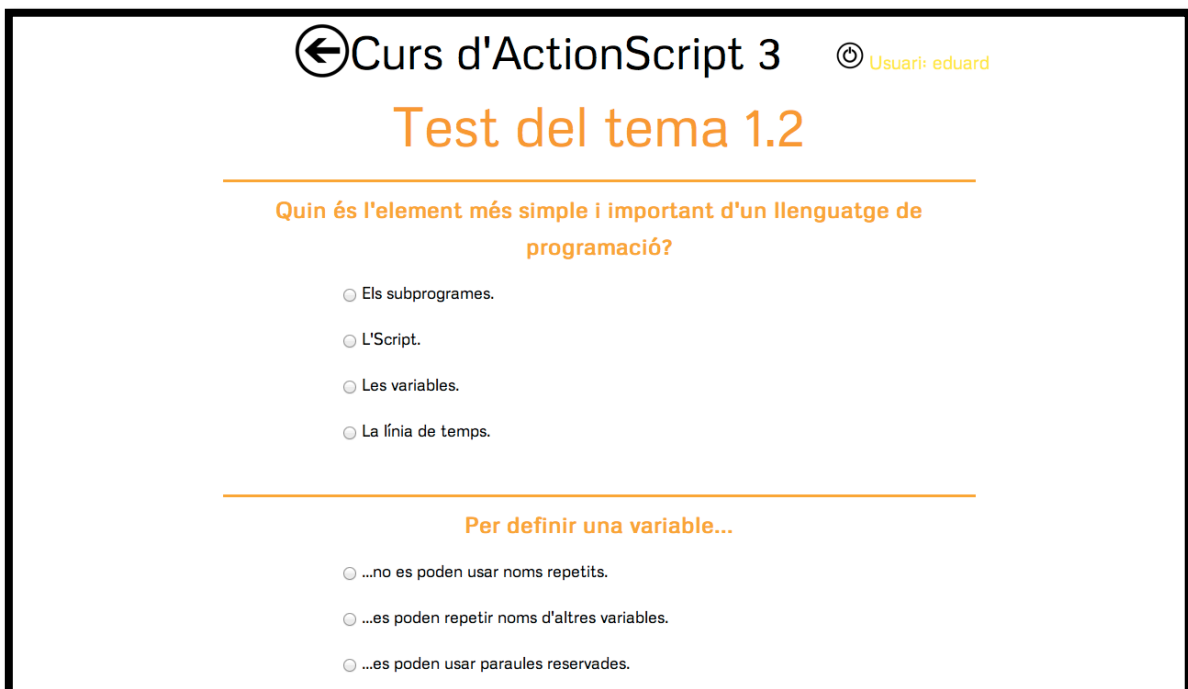 Curs d'ActionScript 3
Usuari: eduard
Test del tema 1.2
Quin és l'element més simple i important d'un llenguatge de
programació?
Els subprogrames.
L'Script.
Les variables.
La línia de temps.
Per definir una variable...
...no es poden usar noms repetits.
...es poden repetir noms d'altres variables.
...es poden usar paraules reservades.